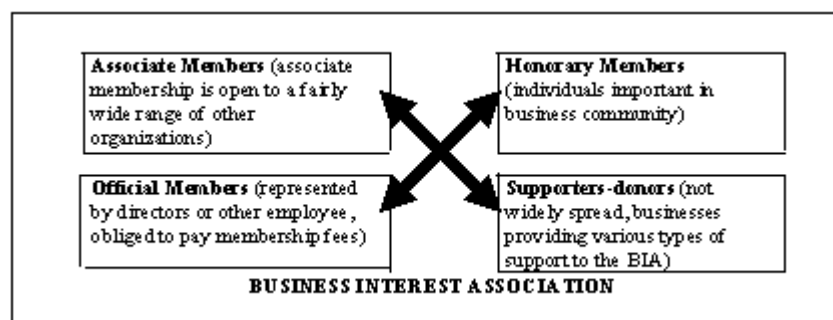 Associate Members (associate
membership is open to a fairly
wide range of other
organizations)
Honorary Members
(individuals important in
business community)
Official Members (represented
by directors or other employee,
obliged to pay membership fees)
Supporters-donors (not
widely spread,businesses
providing various types of
support to the BIA)
BUSINESS INTEREST ASSOCIATION